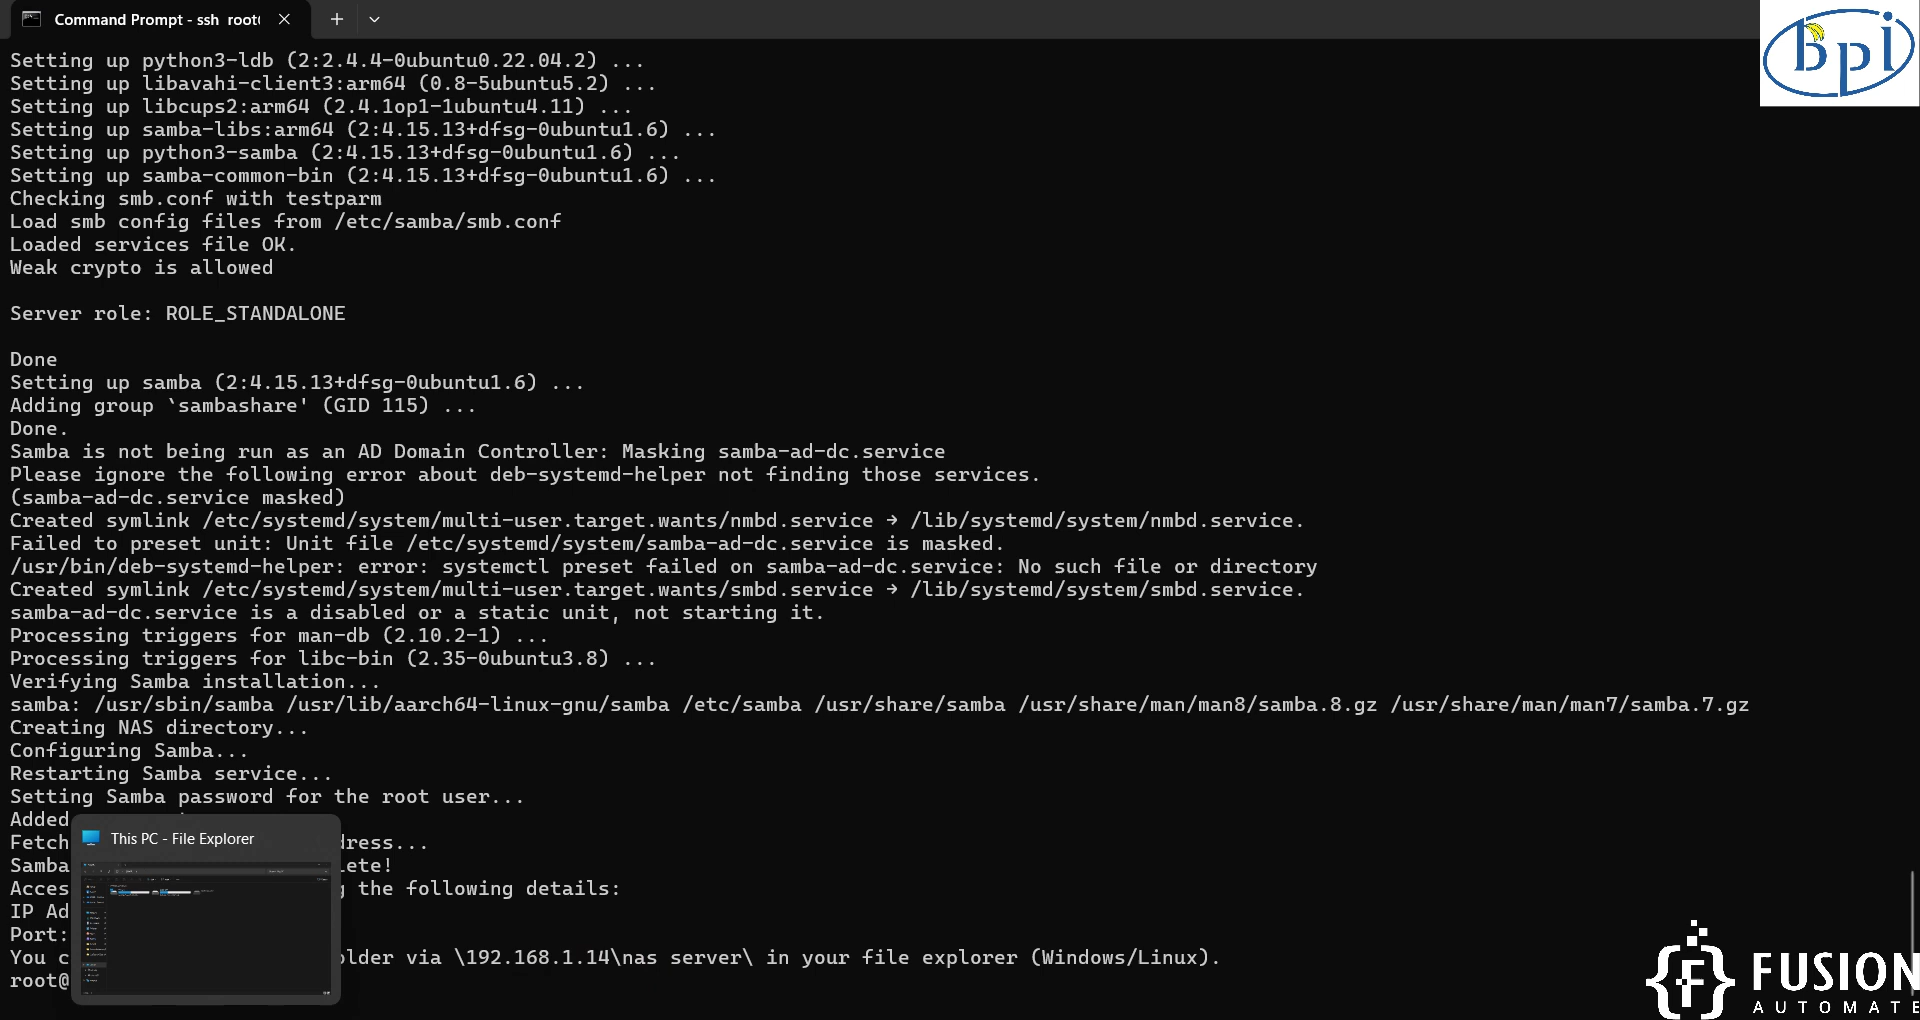 Command Prompt - ssh root(
bpi
Setting up python3-ldb (2:2.4.4-0ubuntu0.22.04.2) ...
Setting up libavahi-client3:arm64 (0.8-5ubuntu5.2) ...
Setting up libcups2:arm64 (2.4.1op1-1ubuntu4.11) ...
Setting up samba-libs:arm64 (2:4.15.13+dfsg-0ubuntu1.6) ...
Setting up python3-samba (2:4.15.13+dfsg-0ubuntu1.6) ...
Setting up samba-common-bin (2:4.15.13+dfsg-0ubuntu1.6) ...
Checking smb.conf with testparm
Load smb config files from /etc/samba/smb.conf
Loaded services file OK.
Weak crypto is allowed
Server role: ROLE_STANDALONE
Done
Setting up samba (2:4.15.13+dfsg-0ubuntu1.6) ...
Adding group `sambashare' (GID 115) ...
Done.
Samba is not being run as an AD Domain Controller: Masking samba-ad-dc.service
Please ignore the following error about deb-systemd-helper not finding those services.
(samba-ad-dc.service masked)
Created symlink /etc/systemd/system/multi-user.target.wants/nmbd.service → /lib/systemd/system/nmbd.service.
Failed to preset unit: Unit file /etc/systemd/system/samba-ad-dc.service is masked.
/usr/bin/deb-systemd-helper: error: systemctl preset failed on samba-ad-dc.service: No such file or directory
Created symlink /etc/systemd/system/multi-user.target.wants/smbd.service → /lib/systemd/system/smbd.service.
samba-ad-dc.service is a disabled or a static unit, not starting it.
Processing triggers for man-db (2.10.2-1) ...
Processing triggers for libc-bin (2.35-0ubuntu3.8) ...
Verifying Samba installation...
samba: /usr/sbin/samba /usr/lib/aarch64-linux-gnu/samba /etc/samba /usr/share/samba /usr/share/man/man8/samba.8.gz /usr/share/man/man7/samba.7.gz
Creating NAS directory...
Configuring Samba...
Restarting Samba service...
Setting Samba password for the root user...
Added
This PC - File Explorer
Fetch dress...
Samba lete!
Acces g the following details:
IP Ad
Port:
You c older via \192.168.1.14\nas server\ in your file explorer (Windows/Linux).
root@
{F} FUSION
AUTOMATE